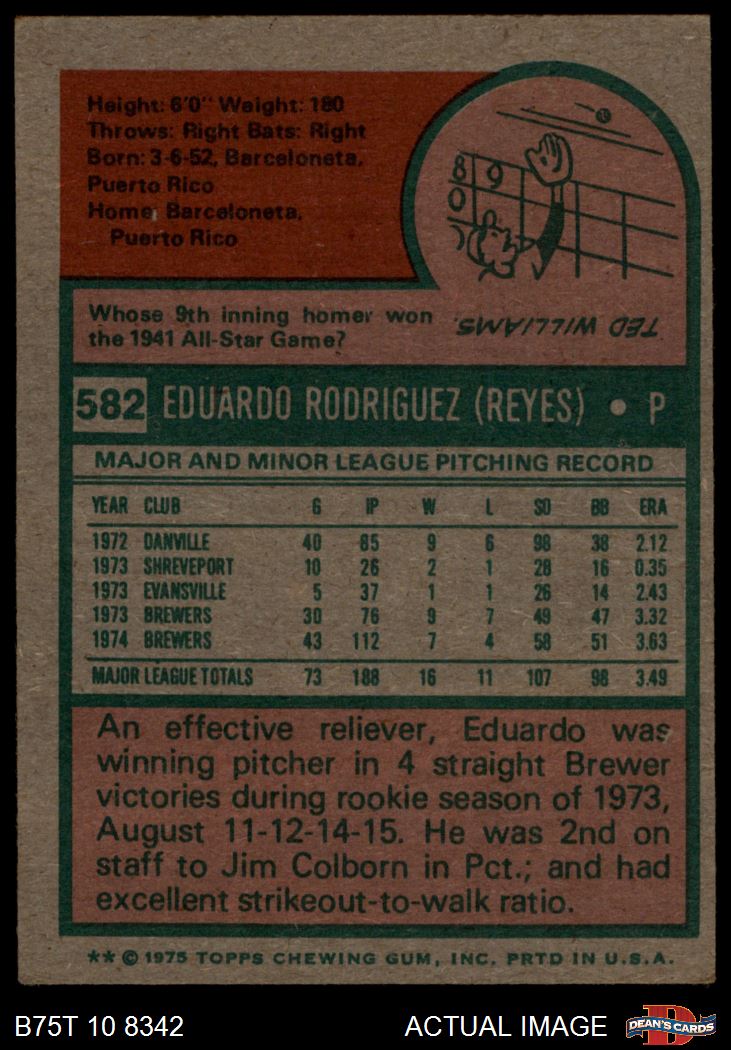 Height: 6'0" Weight: 180
Throws: Right Bats: Right
Born: 3-6-52, Barceloneta,
Puerto Rico
Home: Barceloneta,
Puerto Rico
8 9
0
Whose 9th inning homer won
the 1941 All-Star Game?
TED WILLIAMS.
582 EDUARDO RODRIGUEZ (REYES) • P
MAJOR AND MINOR LEAGUE PITCHING RECORD
YEAR CLUB G IP W L SO BB ERA
1972 DANVILLE 40 85 9 6 98 38 2.12
1973 SHREVEPORT 10 26 2 1 28 16 0.35
1973 EVANSVILLE 5 37 1 1 26 14 2.43
1973 BREWERS 30 76 9 7 49 47 3.32
1974 BREWERS 43 112 7 4 58 51 3.63
MAJOR LEAGUE TOTALS 73 188 16 11 107 98 3.49
An effective reliever, Eduardo was
winning pitcher in 4 straight Brewer
victories during rookie season of 1973,
August 11-12-14-15. He was 2nd on
staff to Jim Colborn in Pct.; and had
excellent strikeout-to-walk ratio.
** © 1975 TOPPS CHEWING GUM, INC. PRTD IN U.S.A.
B75T 10 8342 ACTUAL IMAGE D DEAN'S CARDS